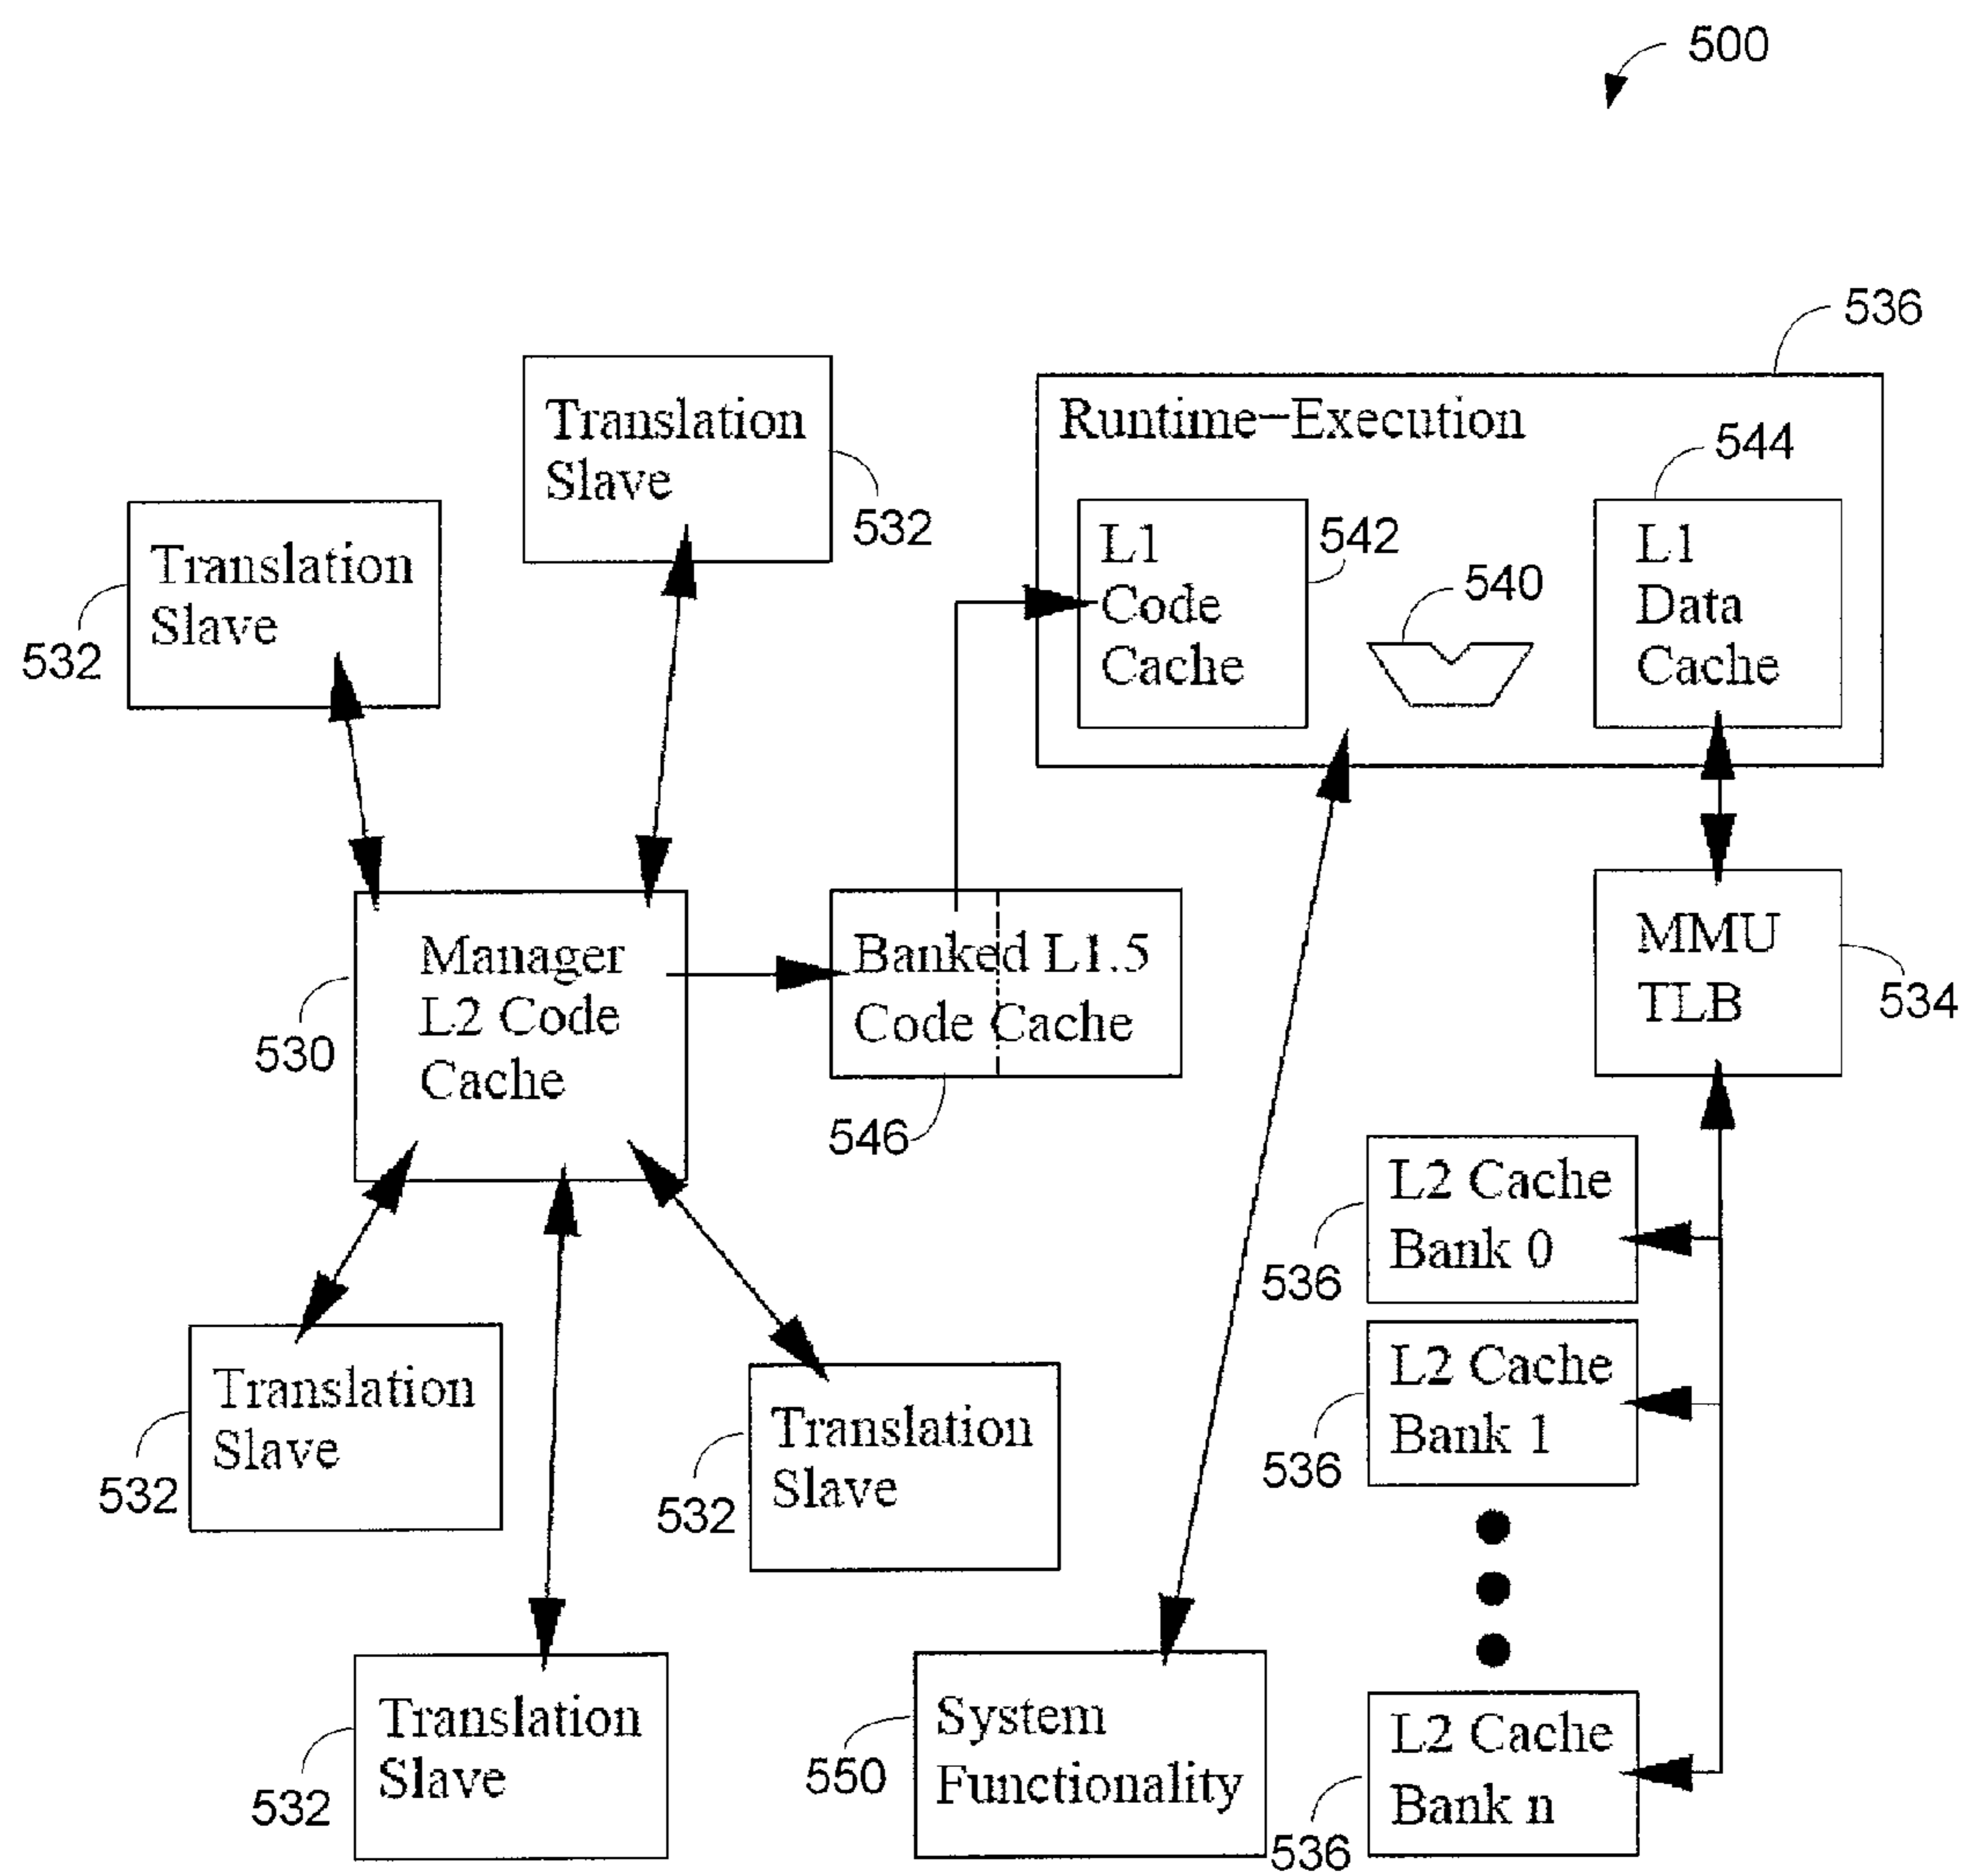 500
536
Runtime-Execution
544
Translation
Slave
532
L1
Code
Cache
542
540
L1
Data
Cache
Translation
Slave
532
Manager
L2 Code
Cache
530
Banked L1.5
Code Cache
546
MMU
TLB
534
L2 Cache
Bank 0
536
L2 Cache
Bank 1
536
Translation
Slave
532
Translation
Slave
532
Translation
Slave
532
System
Functionality
550
L2 Cache
Bank n
536